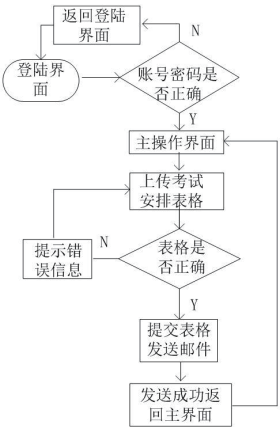 返回登陆
界面
N
登陆界
面
账号密码是
否正确
Y
主操作界面
上传考试
安排表格
N
提示错
误信息
表格是
否正确
Y
提交表格
发送邮件
发送成功返
回主界面